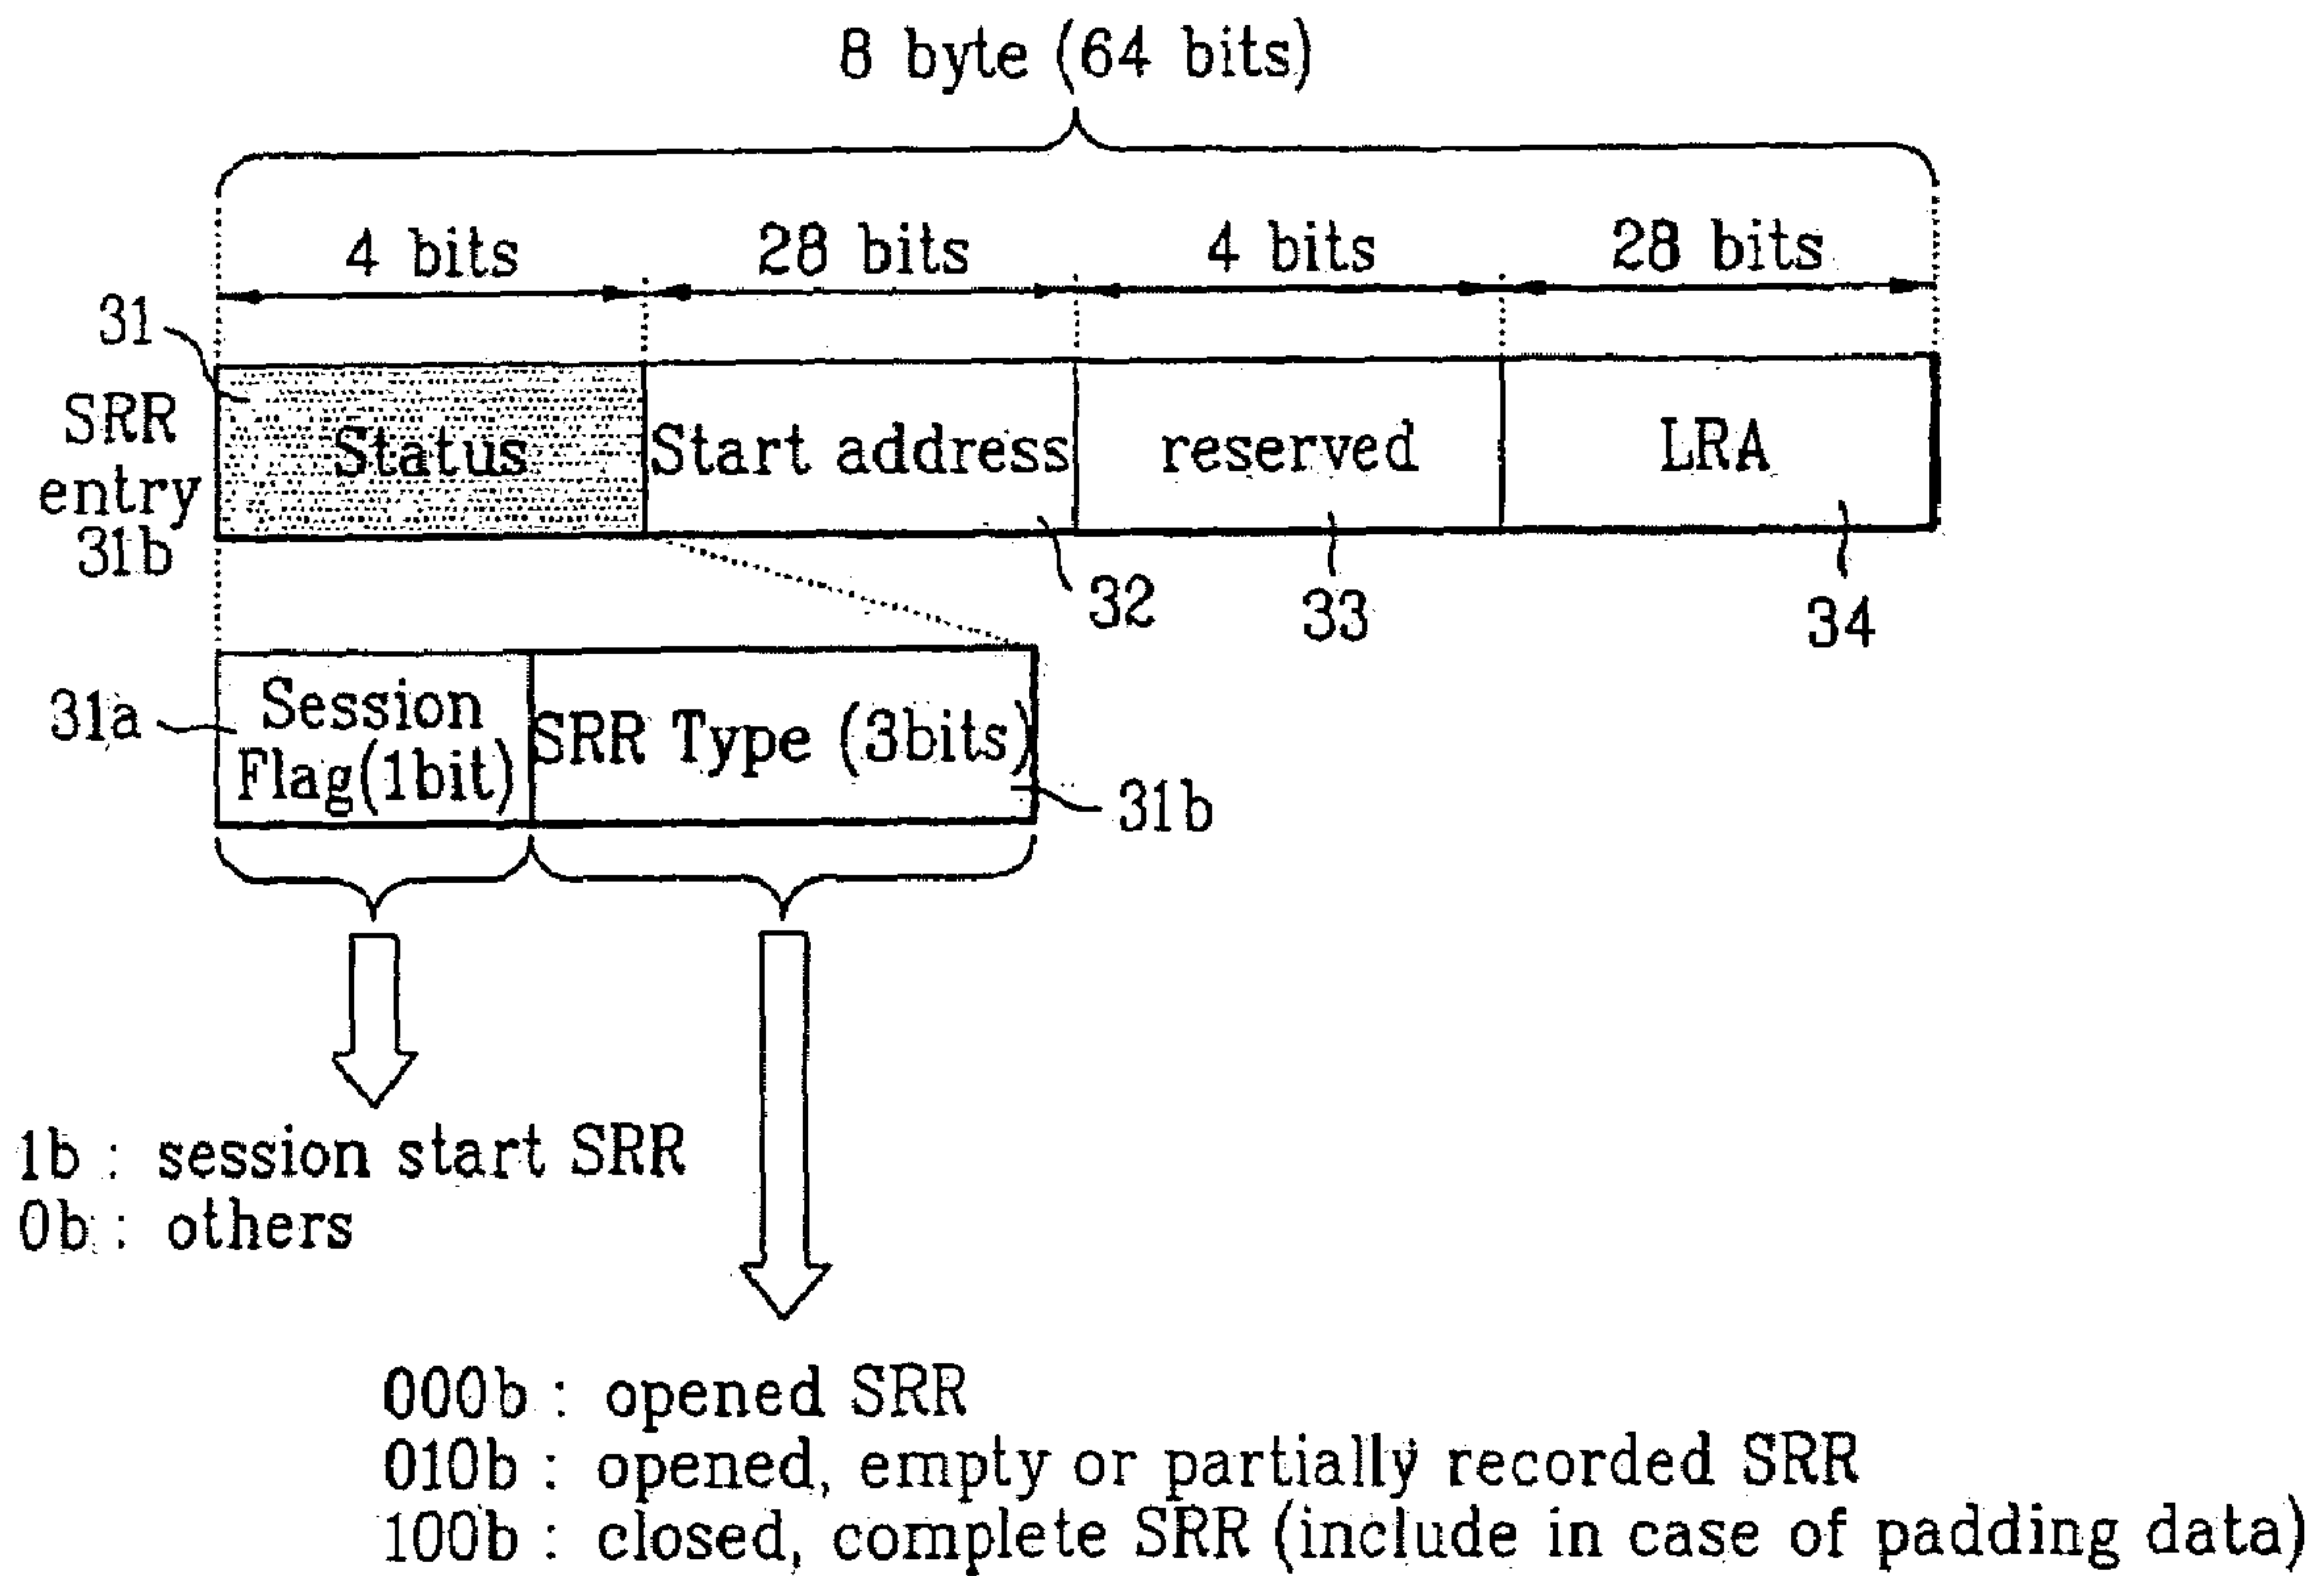 8 byte (64 bits)
4 bits
28 bits
4 bits
28 bits
31
SRR
entry
31b
Status
Start address
reserved
LRA
32
33
34
31a
Session
Flag(1bit)
SRR Type (3bits)
31b
1b : session start SRR
0b : others
000b : opened SRR
010b : opened, empty or partially recorded SRR
100b : closed, complete SRR (include in case of padding data)